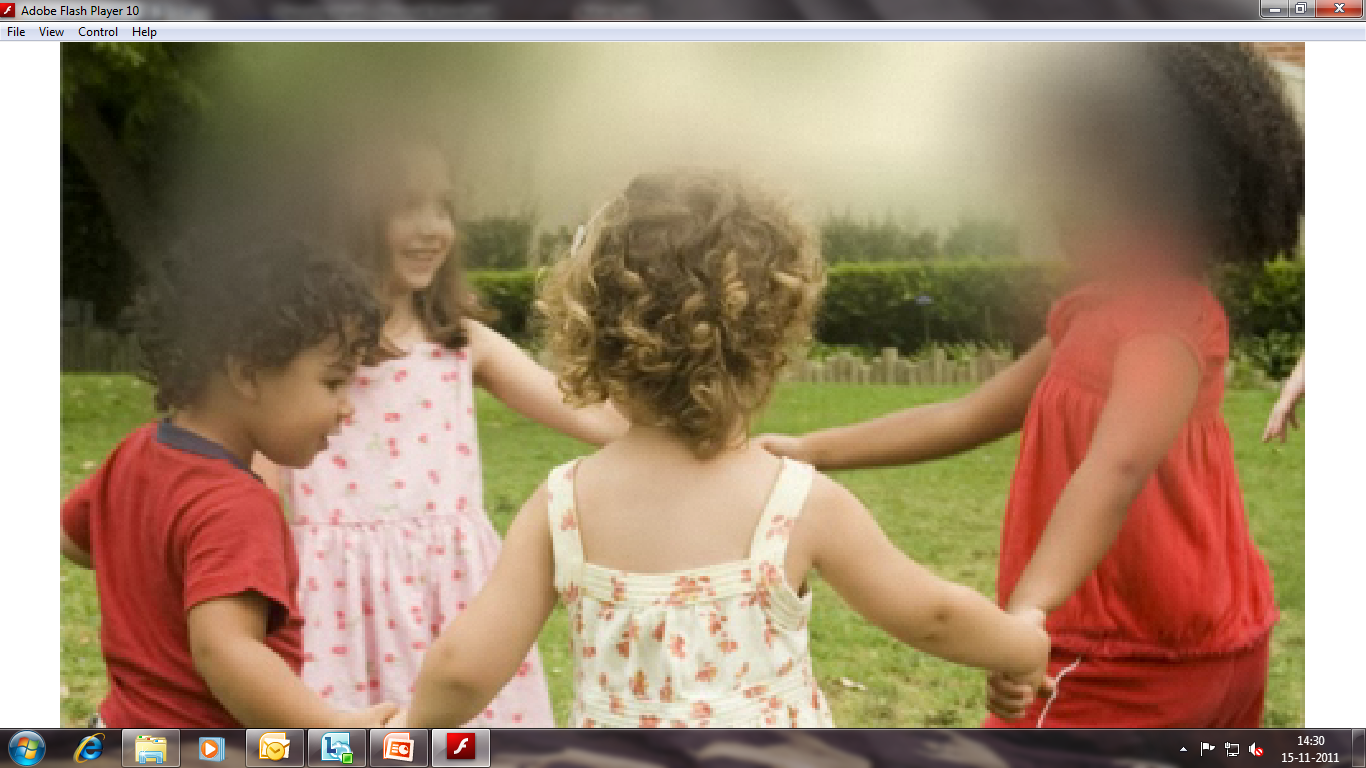 Adobe Flash Player 10
File View Control Help
14:30
15-11-2011